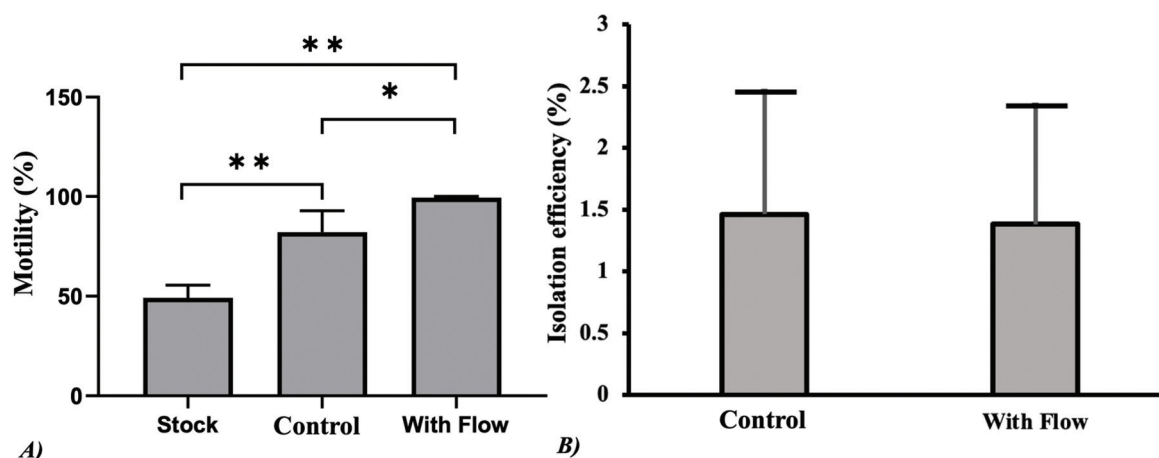 **
*
**
150
100
50
0
Motility (%)
Stock Control With Flow
A)
3
2.5
2
1.5
1
0.5
0
Isolation efficiency (%)
Control With Flow
B)